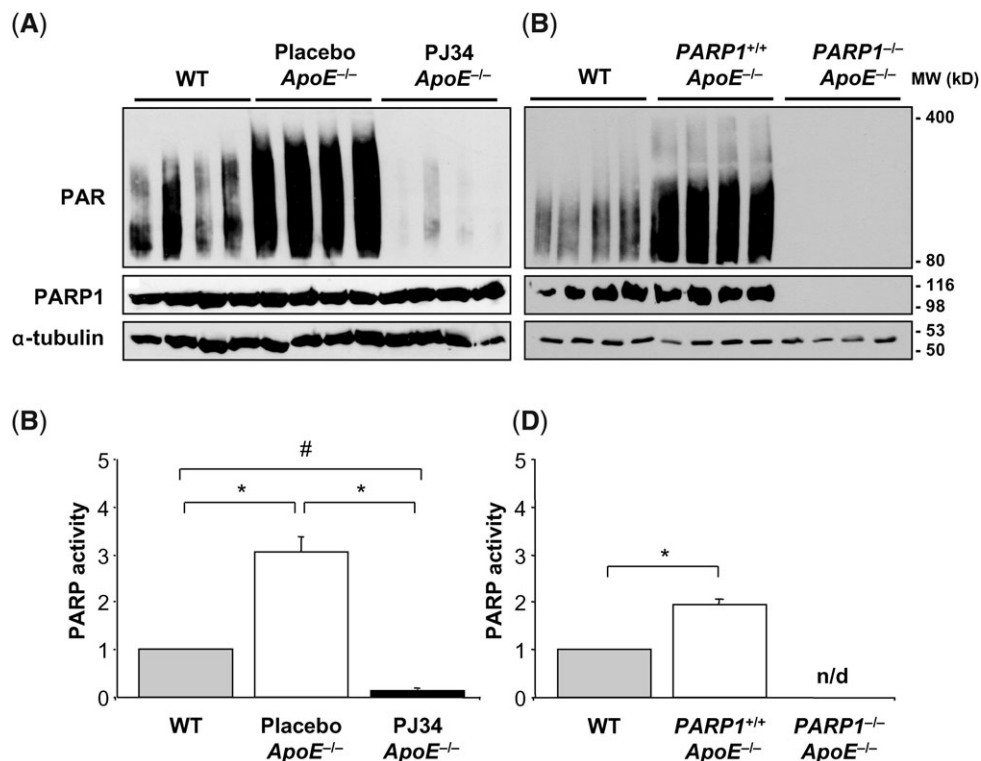 (A)
WT
Placebo
ApoE–/–
PJ34
ApoE–/–
PAR
PARP1
α-tubulin
(B)
WT
PARP1+/+
ApoE–/–
PARP1–/–
ApoE–/–
MW (kD)
- 400
- 80
- 116
- 98
- 53
- 50
(B)
PARP activity
5
4
3
2
1
0
#
*
*
WT
Placebo
ApoE–/–
PJ34
ApoE–/–
(D)
PARP activity
5
4
3
2
1
0
*
n/d
WT
PARP1+/+
ApoE–/–
PARP1–/–
ApoE–/–